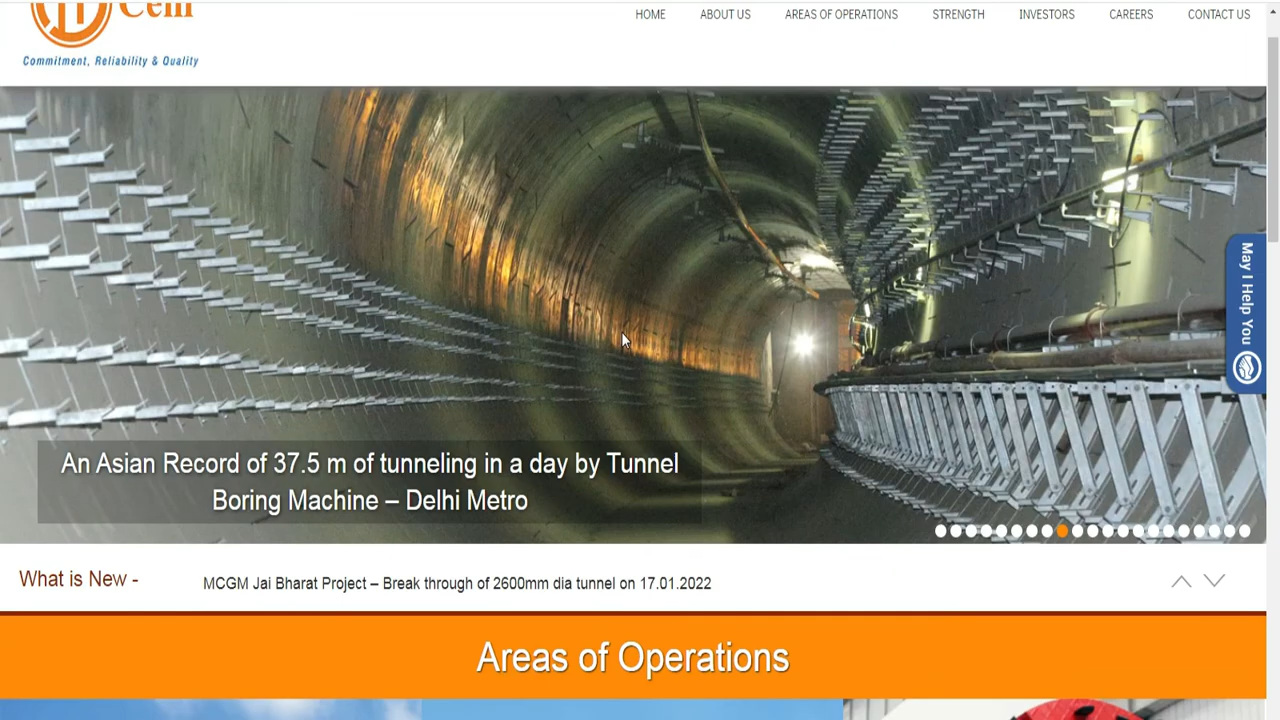 Cem
Commitment, Reliability & Quality
HOME ABOUT US AREAS OF OPERATIONS STRENGTH INVESTORS CAREERS CONTACT US
May I Help You
An Asian Record of 37.5 m of tunneling in a day by Tunnel
Boring Machine – Delhi Metro
What is New - MCGM Jai Bharat Project – Break through of 2600mm dia tunnel on 17.01.2022
Areas of Operations